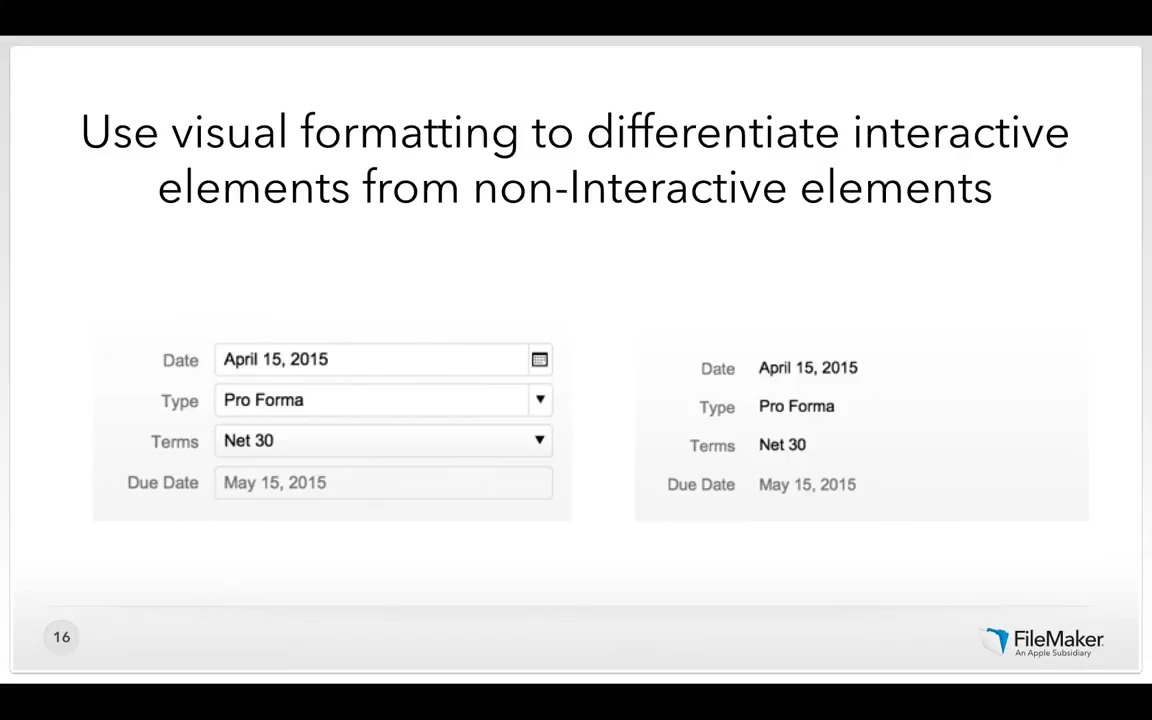 Use visual formatting to differentiate interactive
elements from non-Interactive elements
Date April 15, 2015
Type Pro Forma
Terms Net 30
Due Date May 15, 2015
Date April 15, 2015
Type Pro Forma
Terms Net 30
Due Date May 15, 2015
16
FileMaker
An Apple Subsidiary